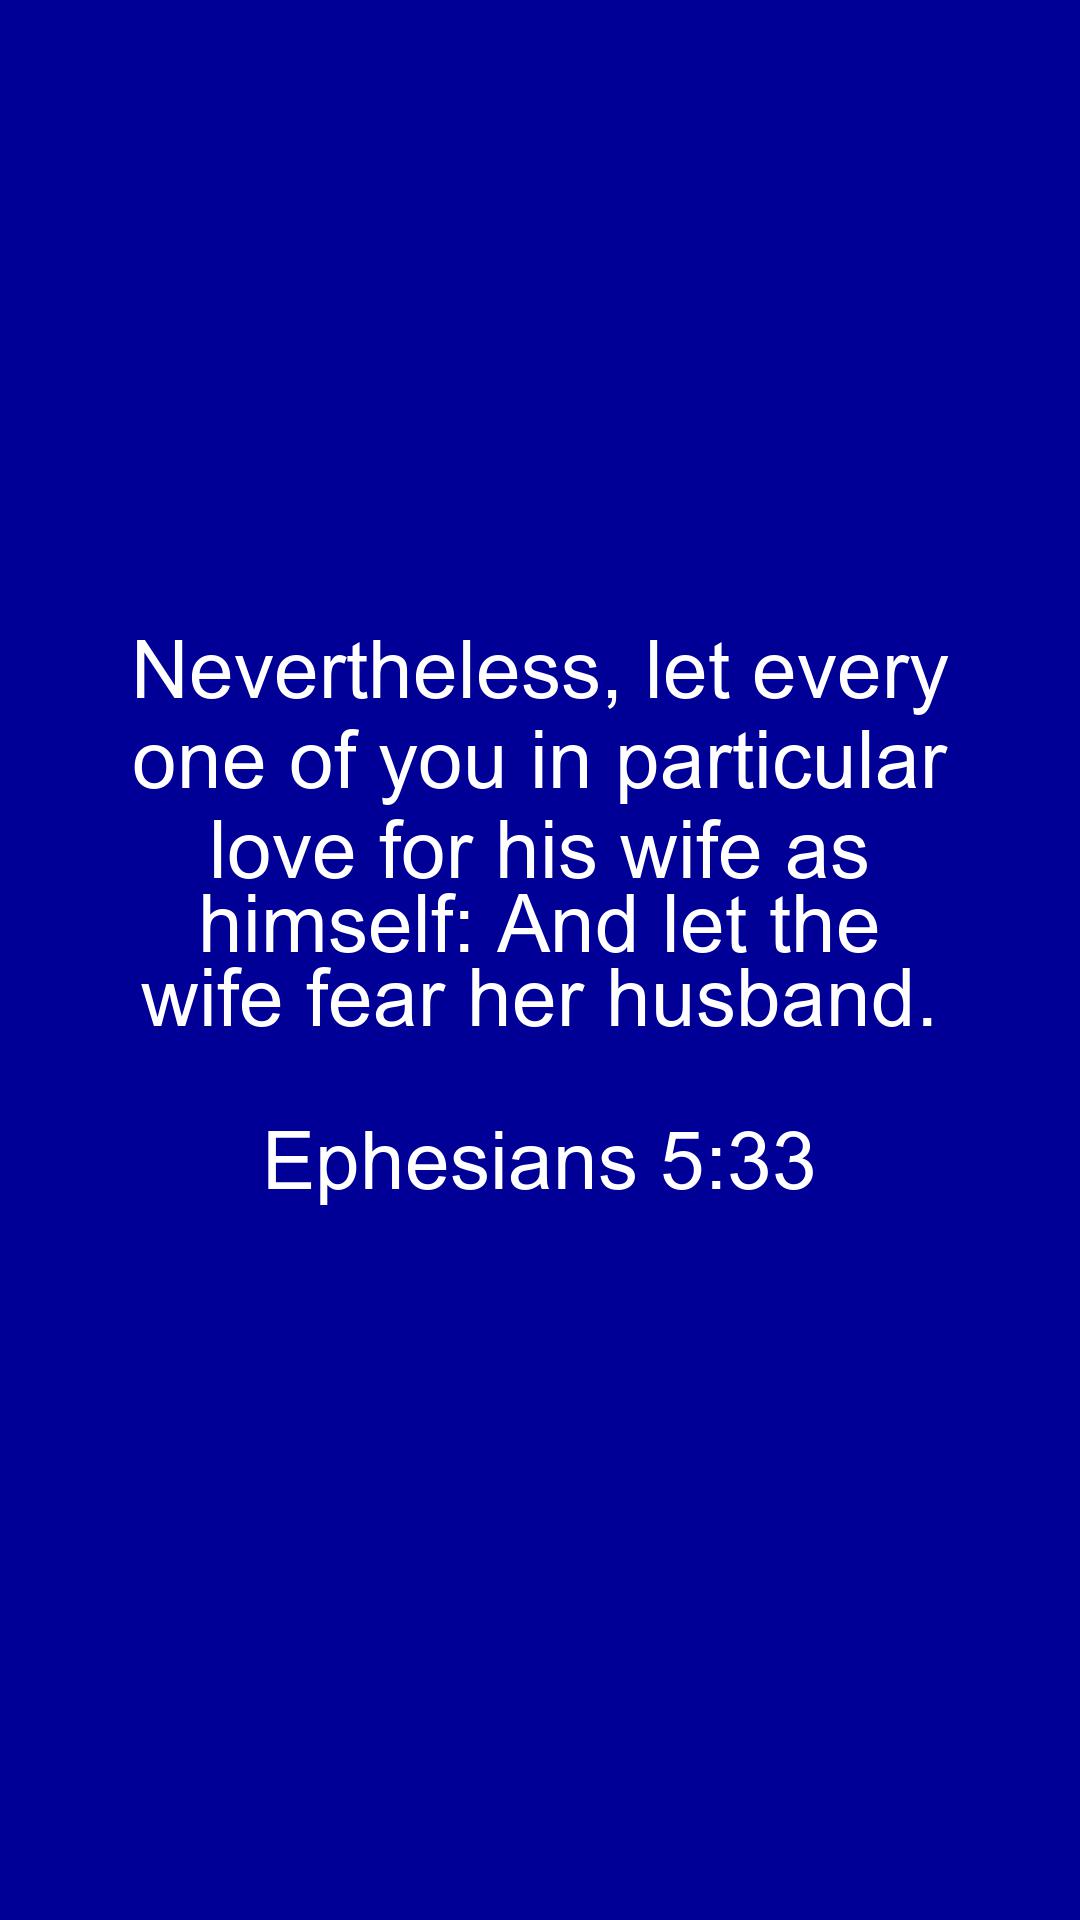 Nevertheless, let every
one of you in particular
love for his wife as
himself: And let the
wife fear her husband.
Ephesians 5:33